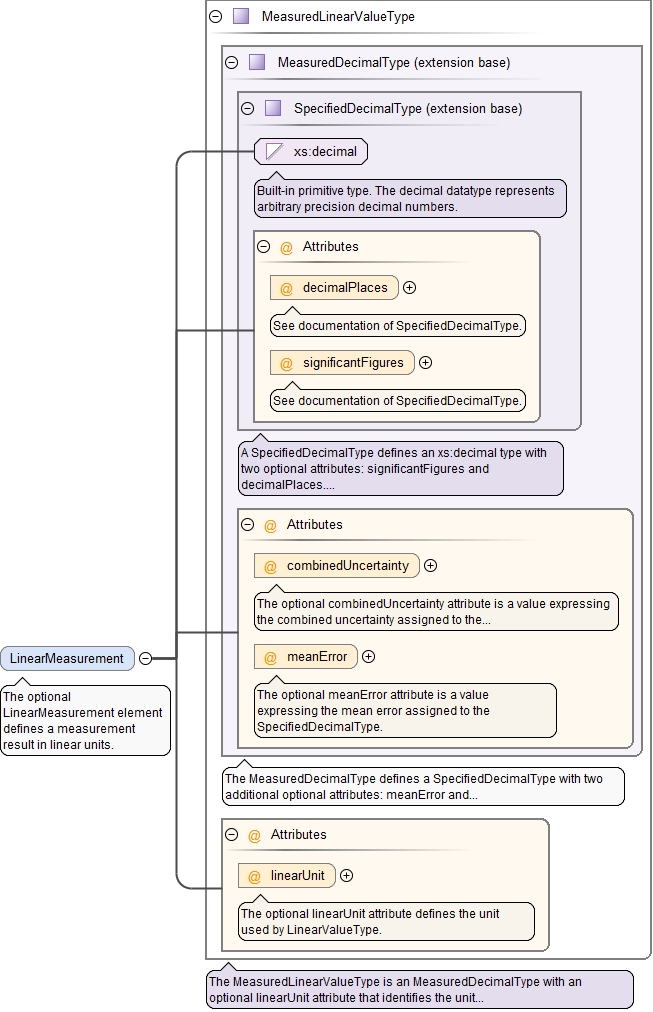 MeasuredLinearValueType
MeasuredDecimalType (extension base)
SpecifiedDecimalType (extension base)
xs:decimal
Built-in primitive type. The decimal datatype represents
arbitrary precision decimal numbers.
@ Attributes
@ decimalPlaces
See documentation of SpecifiedDecimalType.
@ significantFigures
See documentation of SpecifiedDecimalType.
A SpecifiedDecimalType defines an xs:decimal type with
two optional attributes: significantFigures and
decimalPlaces....
@ Attributes
@ combinedUncertainty
The optional combinedUncertainty attribute is a value expressing
the combined uncertainty assigned to the...
@ meanError
The optional meanError attribute is a value
expressing the mean error assigned to the
SpecifiedDecimalType.
LinearMeasurement
The optional
LinearMeasurement element
defines a measurement
result in linear units.
The MeasuredDecimalType defines a SpecifiedDecimalType with two
additional optional attributes: meanError and...
@ Attributes
@ linearUnit
The optional linearUnit attribute defines the unit
used by LinearValueType.
The MeasuredLinearValueType is an MeasuredDecimalType with an
optional linearUnit attribute that identifies the unit...